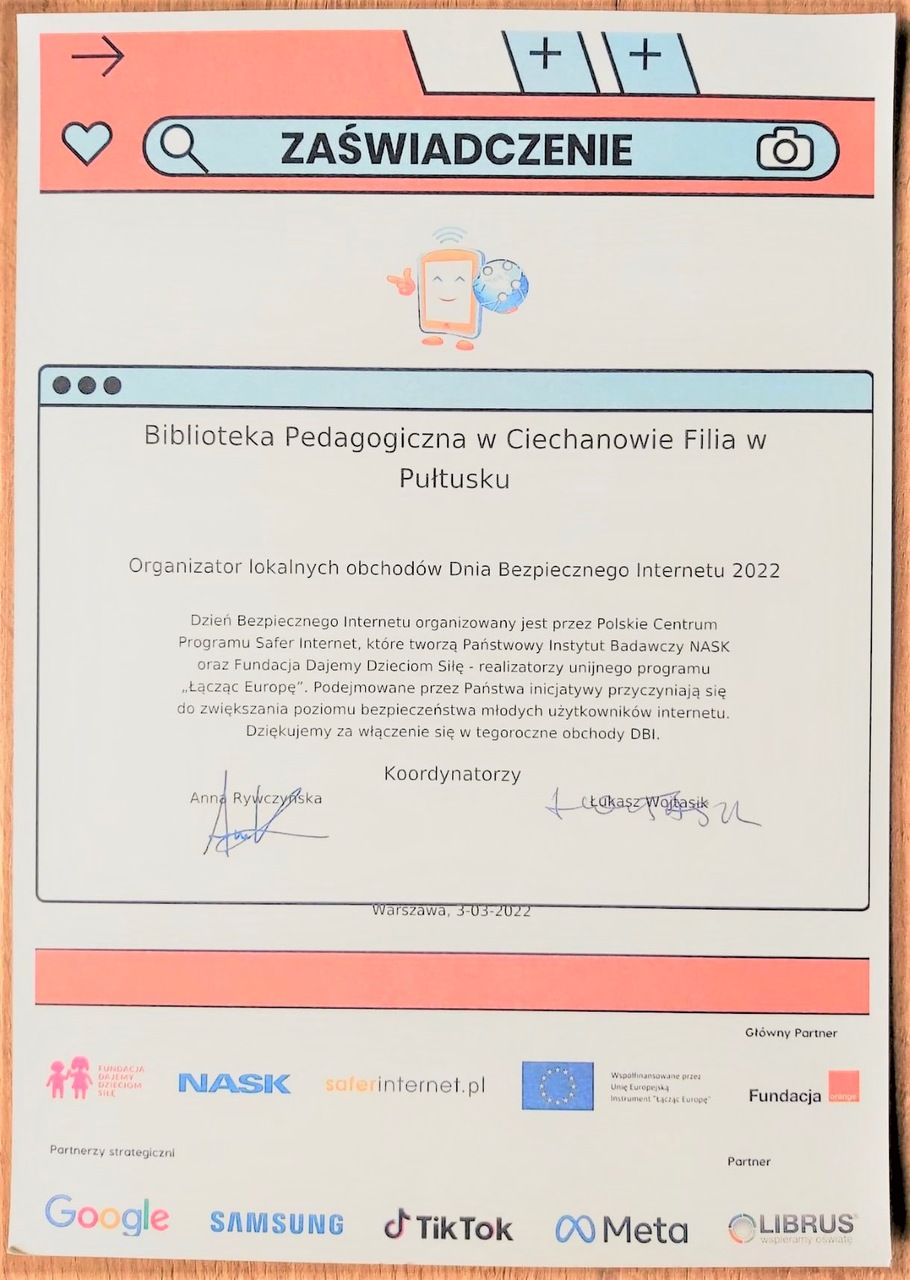 ZAŚWIADCZENIE
Biblioteka Pedagogiczna w Ciechanowie Filia w
Pułtusku
Organizator lokalnych obchodów Dnia Bezpiecznego Internetu 2022
Dzień Bezpiecznego Internetu organizowany jest przez Polskie Centrum
Programu Safer Internet, które tworzą Państwowy Instytut Badawczy NASK
oraz Fundacja Dajemy Dzieciom Siłę - realizatorzy unijnego programu
„Łącząc Europę”. Podejmowane przez Państwa inicjatywy przyczyniają się
do zwiększania poziomu bezpieczeństwa młodych użytkowników internetu.
Dziękujemy za włączenie się w tegoroczne obchody DBI.
Koordynatorzy
Anna Rywczyńska
Łukasz Wojtasik
Warszawa, 3-03-2022
Główny Partner
FUNDACJA
DAJEMY
DZIECIOM
SIŁĘ
NASK
saferinternet.pl
Współfinansowane przez
Unię Europejską
Instrument "Łącząc Europę"
Fundacja
orange
Partnerzy strategiczni
Partner
Google
SAMSUNG
TikTok
Meta
LIBRUS
wspieramy oświatę